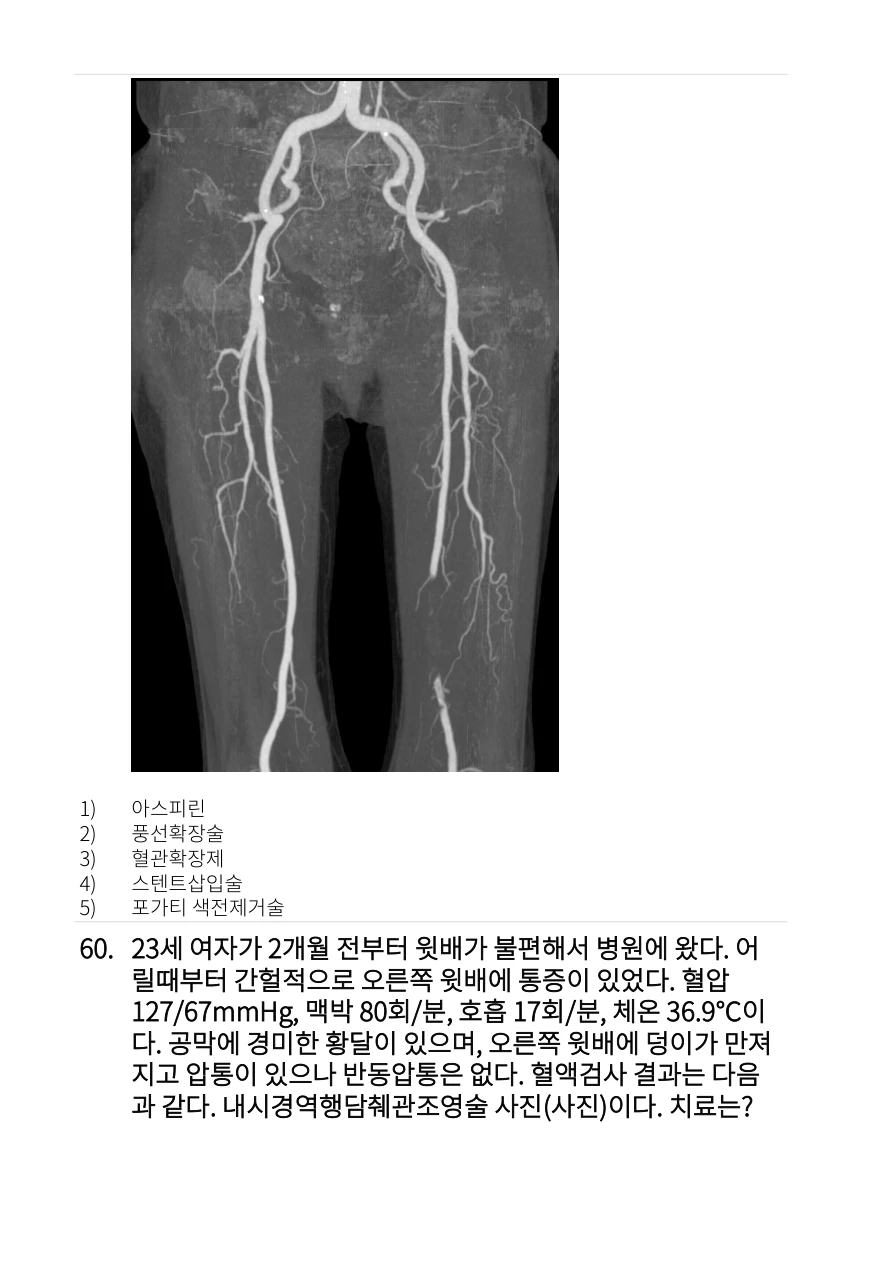 1) 아스피린
2) 풍선확장술
3) 혈관확장제
4) 스텐트삽입술
5) 포가티 색전제거술
60. 23세 여자가 2개월 전부터 윗배가 불편해서 병원에 왔다. 어
릴때부터 간헐적으로 오른쪽 윗배에 통증이 있었다. 혈압
127/67mmHg, 맥박 80회/분, 호흡 17회/분, 체온 36.9°C이
다. 공막에 경미한 황달이 있으며, 오른쪽 윗배에 덩이가 만져
지고 압통이 있으나 반동압통은 없다. 혈액검사 결과는 다음
과 같다. 내시경역행담췌관조영술 사진(사진)이다. 치료는?